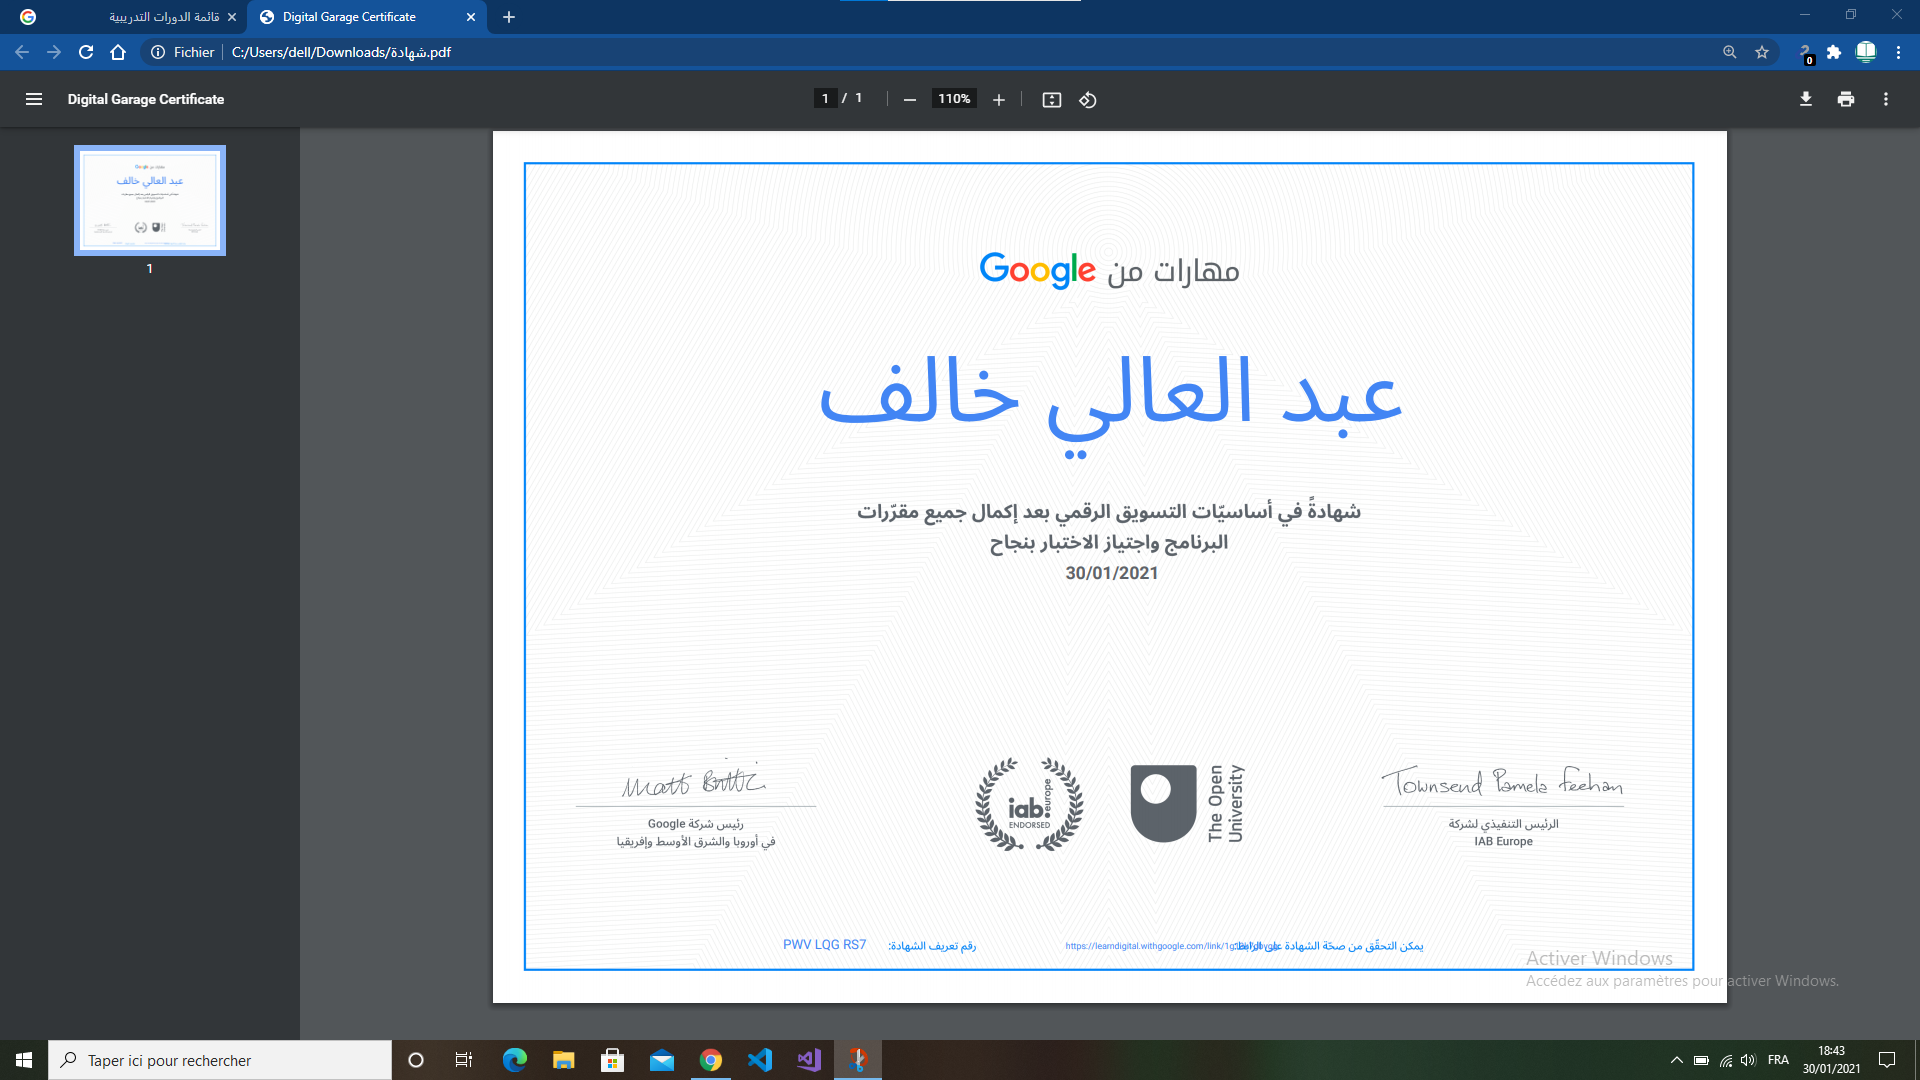 قائمة الدورات التدريبية
Digital Garage Certificate
Fichier
C:/Users/dell/Downloads/شهادة.pdf
0
Digital Garage Certificate
1 / 1
110%
1
مهارات من Google
عبد العالي خالف
شهادةً في أساسيّات التسويق الرقمي بعد إكمال جميع مقرّرات
البرنامج واجتياز الاختبار بنجاح
30/01/2021
iab europe
ENDORSED
The Open
University
Townsend Pamela Feehan
الرئيس التنفيذي لشركة
IAB Europe
رئيس شركة Google
في أوروبا والشرق الأوسط وإفريقيا
يمكن التحقّق من صحّة الشهادة على الرابط:
https://learndigital.withgoogle.com/link/
رقم تعريف الشهادة: PWV LQG RS7
Activer Windows
Accédez aux paramètres pour activer Windows.
Taper ici pour rechercher
FRA
18:43
30/01/2021